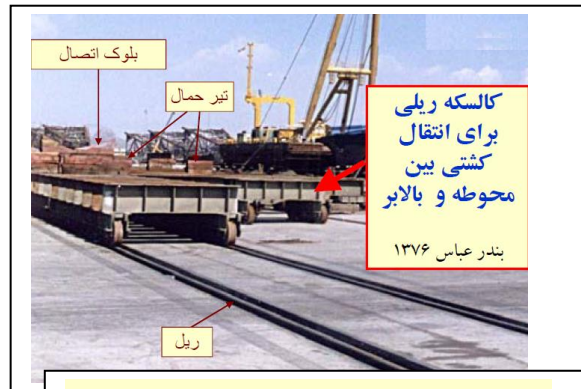 بلوک اتصال
تیر حمال
کالسکه ریلی
برای انتقال
کشتی بین
محوطه و بالابر
بندر عباس ۱۳۷۶
ریل